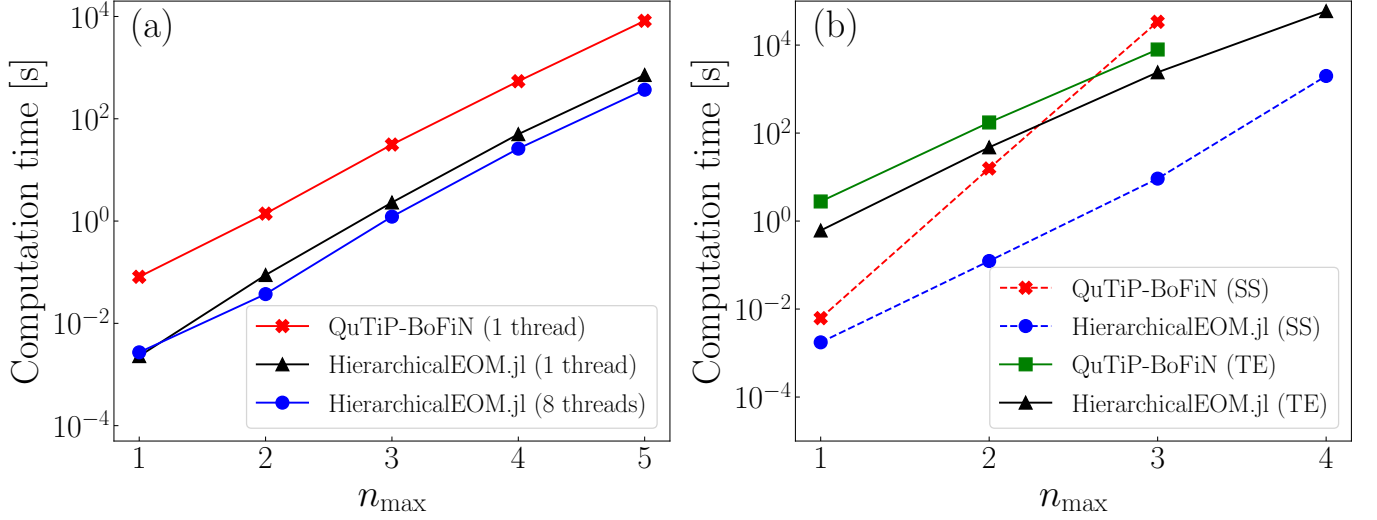 (a)
Computation time [s]
10^4
10^2
10^0
10^−2
10^−4
QuTiP-BoFiN (1 thread)
HierarchicalEOM.jl (1 thread)
HierarchicalEOM.jl (8 threads)
1 2 3 4 5
n_max
(b)
Computation time [s]
10^4
10^2
10^0
10^−2
10^−4
QuTiP-BoFiN (SS)
HierarchicalEOM.jl (SS)
QuTiP-BoFiN (TE)
HierarchicalEOM.jl (TE)
1 2 3 4
n_max